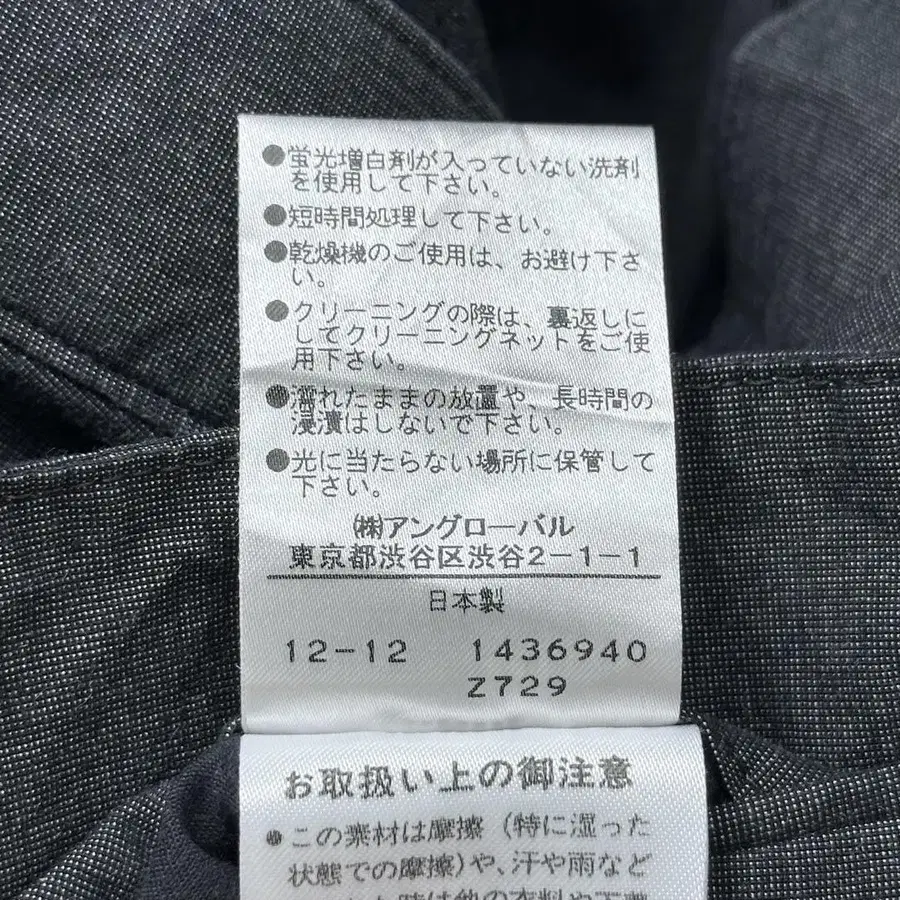 ●蛍光増白剤が入っていない洗剤
を使用して下さい。
●短時間処理して下さい。
●乾燥機のご使用は、お避け下さ
い。
●クリーニングの際は、裏返しに
してクリーニングネットをご使
用下さい。
●濡れたままの放置や、長時間の
浸漬はしないで下さい。
●光に当たらない場所に保管して
下さい。
㈱アングローバル
東京都渋谷区渋谷2-1-1
日本製
12-12 1436940
Z729
お取扱い上の御注意
●この素材は摩擦（特に湿った
状態での摩擦)や、汗や雨など